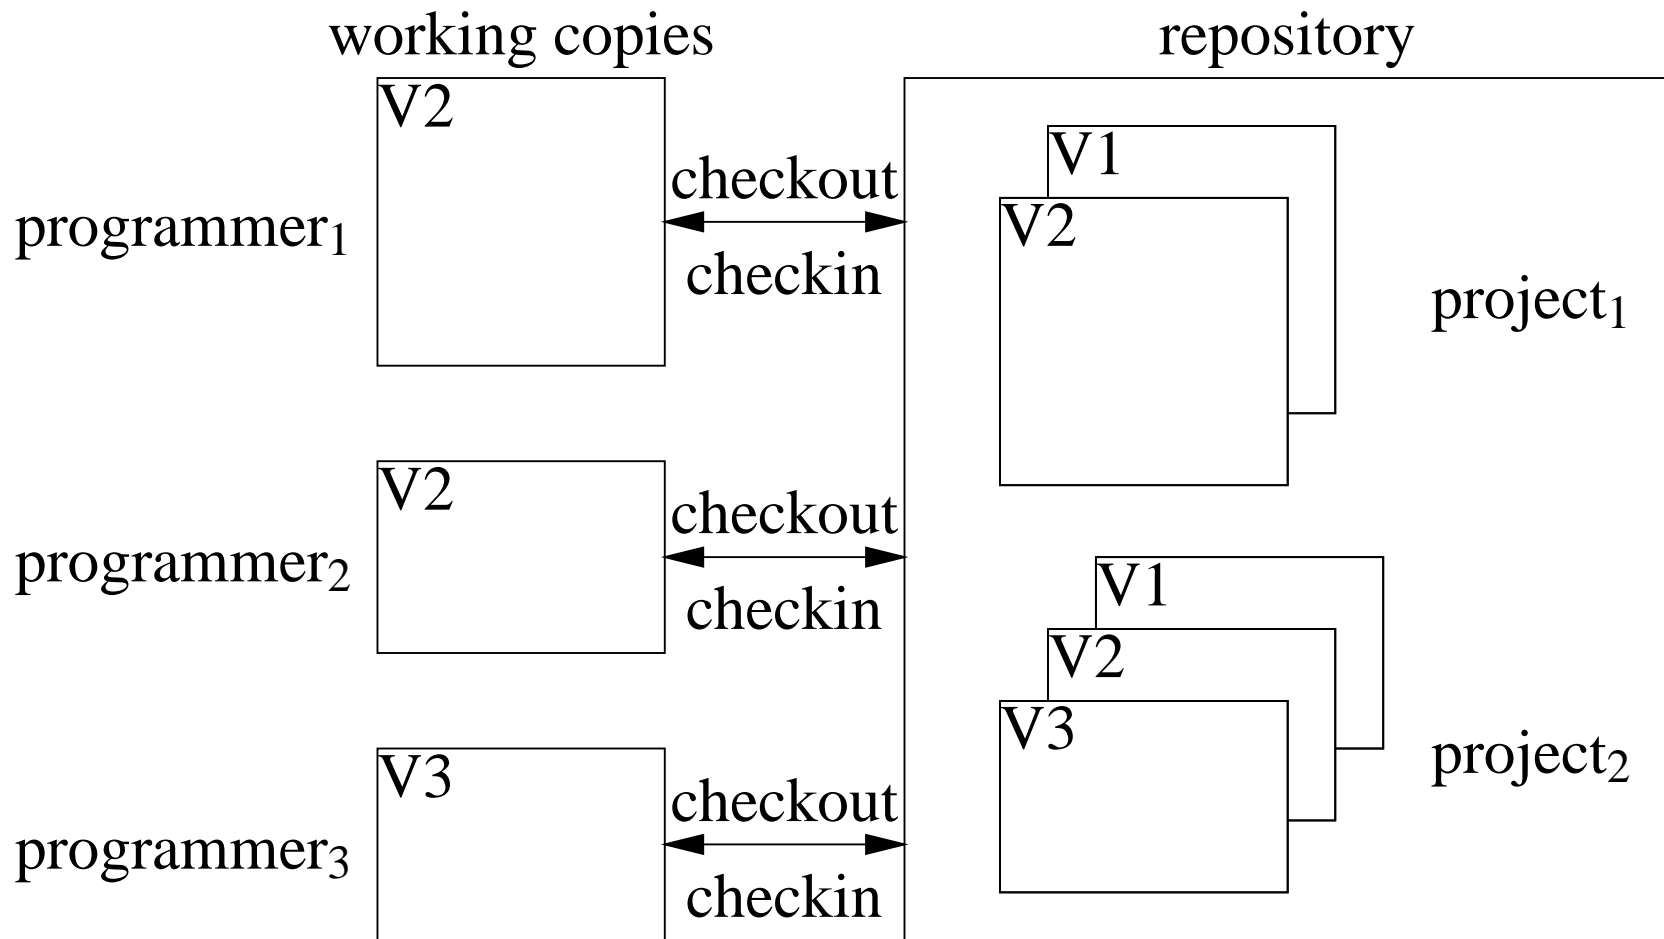 working copies
repository
V2
V1
checkout
V2
programmer₁
checkin
project₁
V2
checkout
programmer₂
V1
checkin
V2
V3
V3
project₂
checkout
programmer₃
checkin